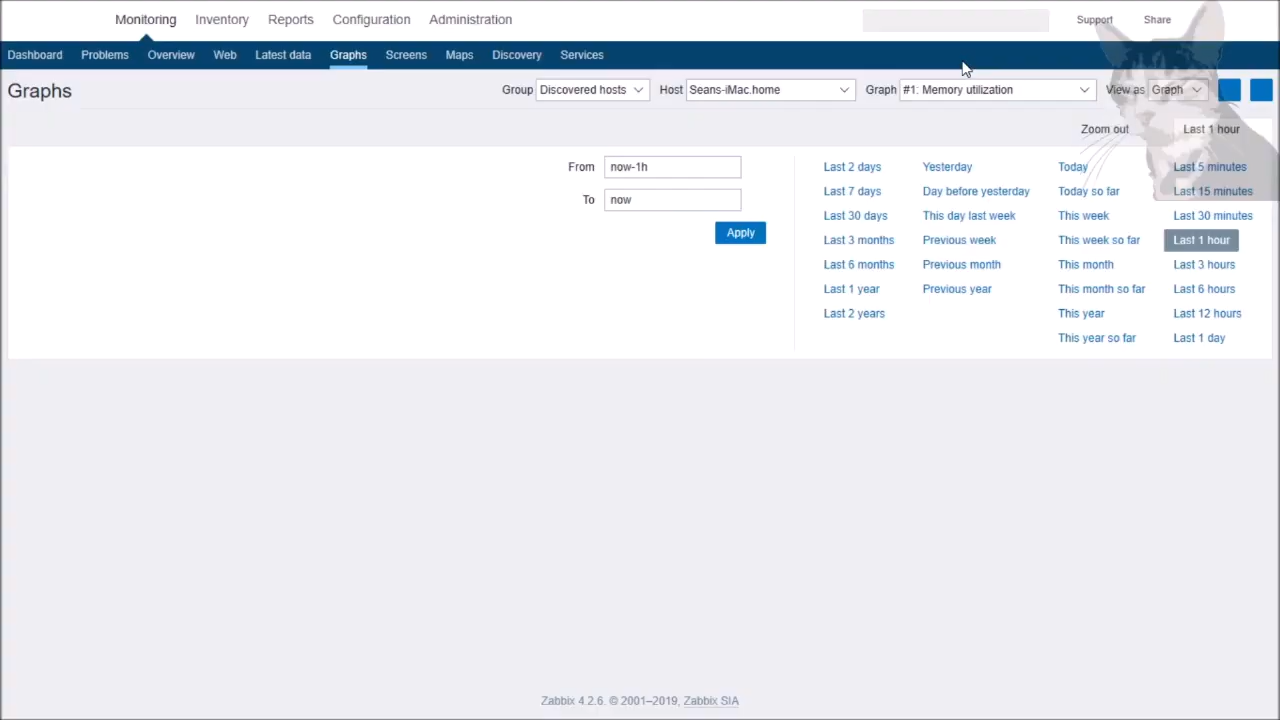 Monitoring Inventory Reports Configuration Administration Support Share
Dashboard Problems Overview Web Latest data Graphs Screens Maps Discovery Services
Graphs Group Discovered hosts Host Seans-iMac.home Graph #1: Memory utilization View as Graph
Zoom out Last 1 hour
From now-1h Last 2 days Yesterday Today Last 5 minutes
Last 7 days Day before yesterday Today so far Last 15 minutes
To now Last 30 days This day last week This week Last 30 minutes
Apply Last 3 months Previous week This week so far Last 1 hour
Last 6 months Previous month This month Last 3 hours
Last 1 year Previous year This month so far Last 6 hours
Last 2 years This year Last 12 hours
This year so far Last 1 day
Zabbix 4.2.6. © 2001–2019, Zabbix SIA